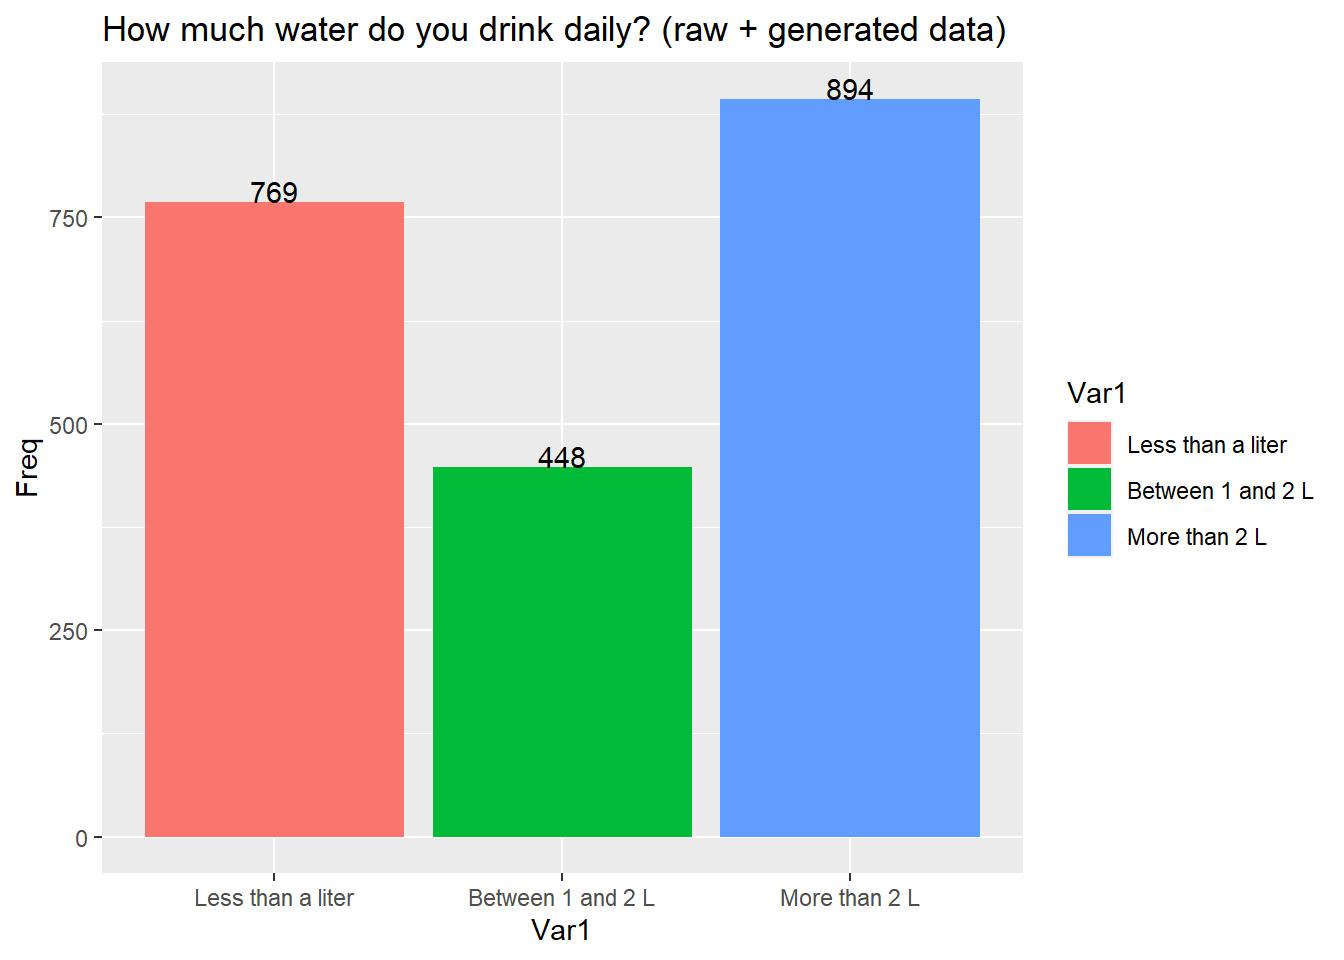 How much water do you drink daily? (raw + generated data)
894
769
750
448
500
250
0
Freq
Less than a liter
Between 1 and 2 L
More than 2 L
Var1
Var1
Less than a liter
Between 1 and 2 L
More than 2 L